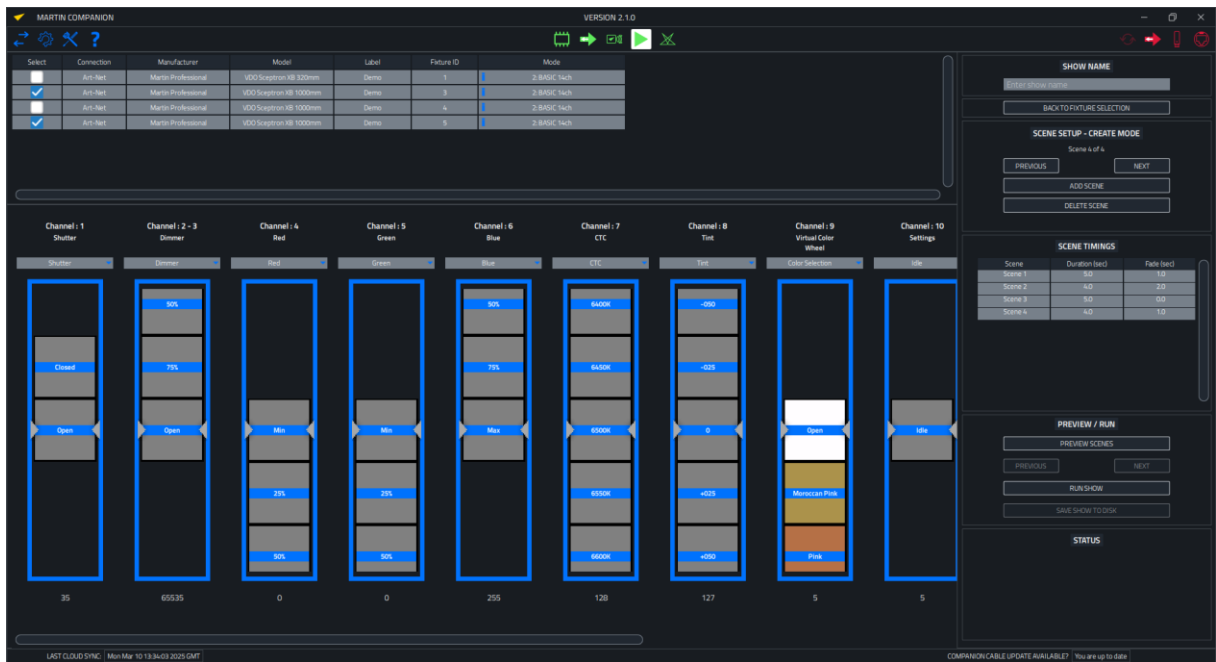 MARTIN COMPANION
VERSION 2.1.0
?
Select Connection Manufacturer Model Label Fixture ID Mode
Art-Net Martin Professional VDO Sceptron XB 320mm Demo 1 2: BASIC 14ch
Art-Net Martin Professional VDO Sceptron XB 1000mm Demo 3 2: BASIC 14ch
Art-Net Martin Professional VDO Sceptron XB 1000mm Demo 4 2: BASIC 14ch
Art-Net Martin Professional VDO Sceptron XB 1000mm Demo 5 2: BASIC 14ch
Channel : 1
Shutter
Shutter
Closed
Open
35
Channel : 2 - 3
Dimmer
Dimmer
50%
75%
Open
65535
Channel : 4
Red
Red
Min
25%
50%
0
Channel : 5
Green
Green
Min
25%
50%
0
Channel : 6
Blue
Blue
50%
75%
Max
255
Channel : 7
CTC
CTC
6400K
6450K
6500K
6550K
6600K
128
Channel : 8
Tint
Tint
-050
-025
0
+025
+050
127
Channel : 9
Virtual Color
Wheel
Color Selection
Open
Moroccan Pink
Pink
5
Channel : 10
Settings
Idle
Idle
5
SHOW NAME
Enter show name
BACK TO FIXTURE SELECTION
SCENE SETUP - CREATE MODE
Scene 4 of 4
PREVIOUS NEXT
ADD SCENE
DELETE SCENE
SCENE TIMINGS
Scene Duration (sec) Fade (sec)
Scene 1 5.0 1.0
Scene 2 4.0 2.0
Scene 3 5.0 0.0
Scene 4 4.0 1.0
PREVIEW / RUN
PREVIEW SCENES
PREVIOUS NEXT
RUN SHOW
SAVE SHOW TO DISK
STATUS
LAST CLOUD SYNC: Mon Mar 10 13:34:03 2025 GMT
COMPANION CABLE UPDATE AVAILABLE? You are up to date